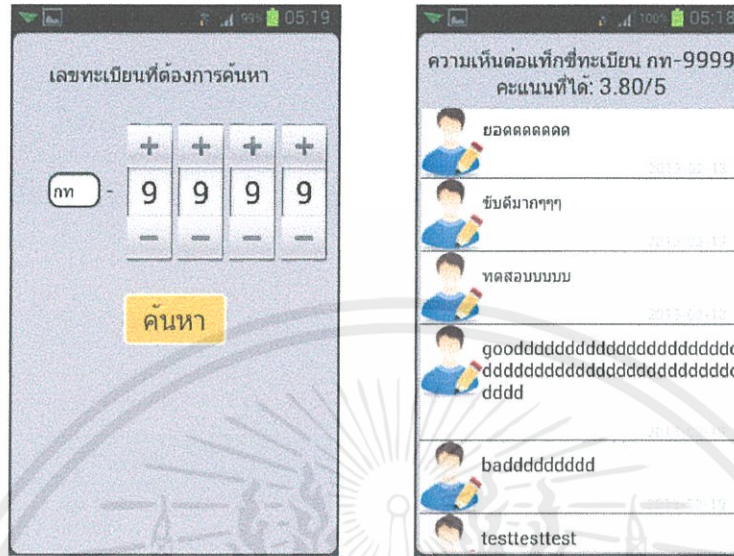 99% 05:19
เลขทะเบียนที่ต้องการค้นหา
+ + + +
กท - 9 9 9 9
- - - -
ค้นหา
100% 05:18
ความเห็นต่อแท็กซี่ทะเบียน กท-9999
คะแนนที่ได้: 3.80/5
ยอดดดดดดด
ขับดีมากๆๆๆ
ทดสอบบบบบ
gooddddddddddddddddddddddd
ddddddddddddddddddddddddd
dddd
badddddddddd
testtesttest